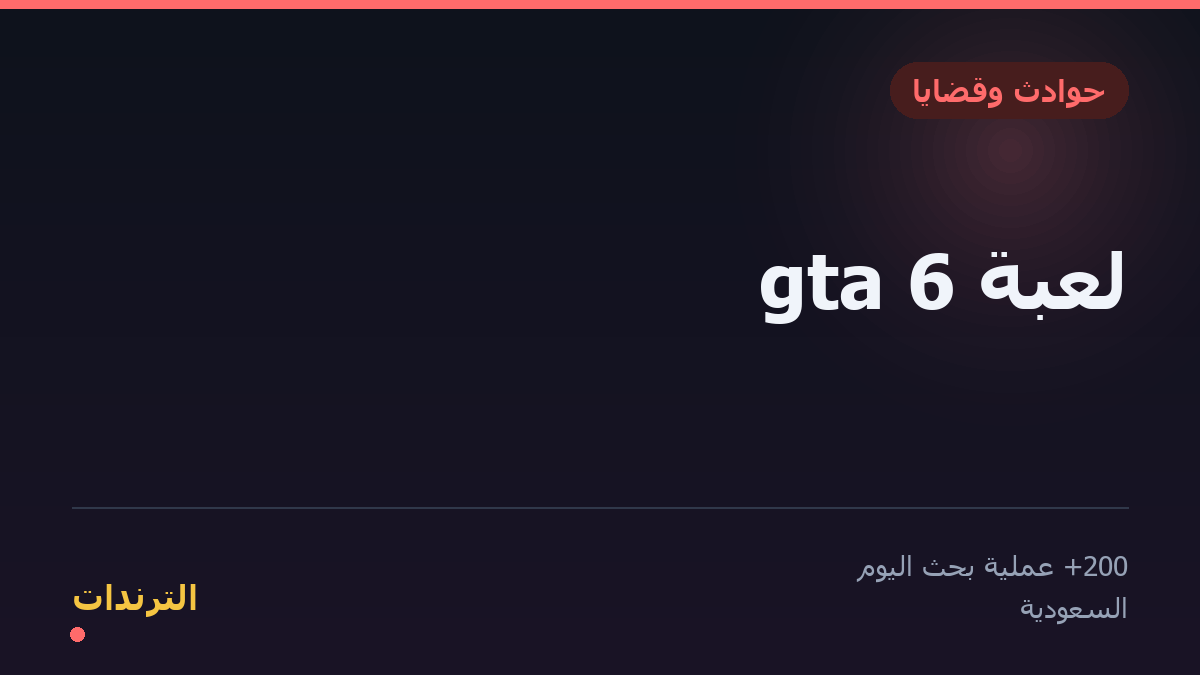 حوادث وقضايا
لعبة gta 6
200+ عملية بحث اليوم
السعودية
الترندات